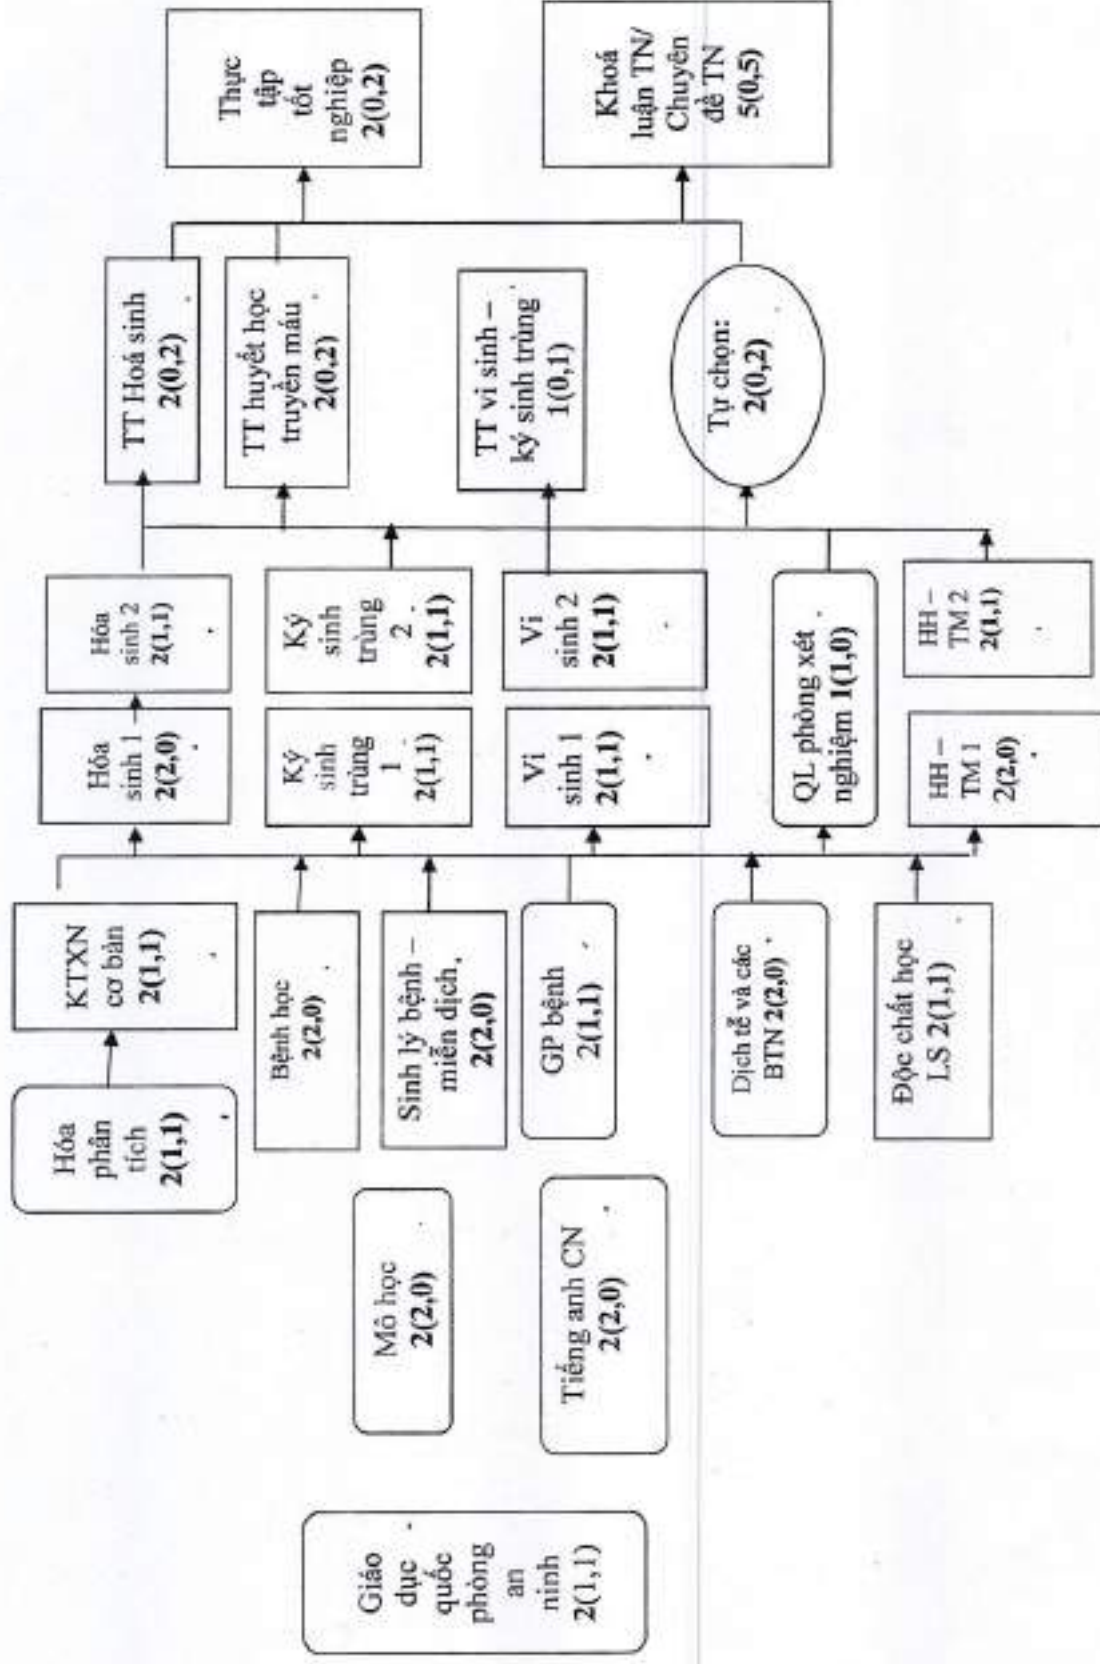 Giáo
dục
quốc
phòng
an
ninh
2(1,1)
Mô học
2(2,0)
Tiếng anh CN
2(2,0)
Hóa
phân
tích
2(1,1)
KTXN
cơ bản
2(1,1)
Bệnh học
2(2,0)
Sinh lý bệnh –
miễn dịch
2(2,0)
GP bệnh
2(1,1)
Dịch tễ và các
BTN 2(2,0)
Độc chất học
LS 2(1,1)
Hóa
sinh 1
2(2,0)
Hóa
sinh 2
2(1,1)
Ký
sinh
trùng
1
2(1,1)
Ký
sinh
trùng
2
2(1,1)
Vi
sinh 1
2(1,1)
Vi
sinh 2
2(1,1)
QL phòng xét
nghiệm 1(1,0)
HH –
TM 1
2(2,0)
HH –
TM 2
2(1,1)
TT Hoá sinh
2(0,2)
TT huyết học
truyền máu
2(0,2)
TT vi sinh –
ký sinh trùng
1(0,1)
Tự chọn:
2(0,2)
Thực
tập
tốt
nghiệp
2(0,2)
Khoá
luận TN/
Chuyên
đề TN
5(0,5)